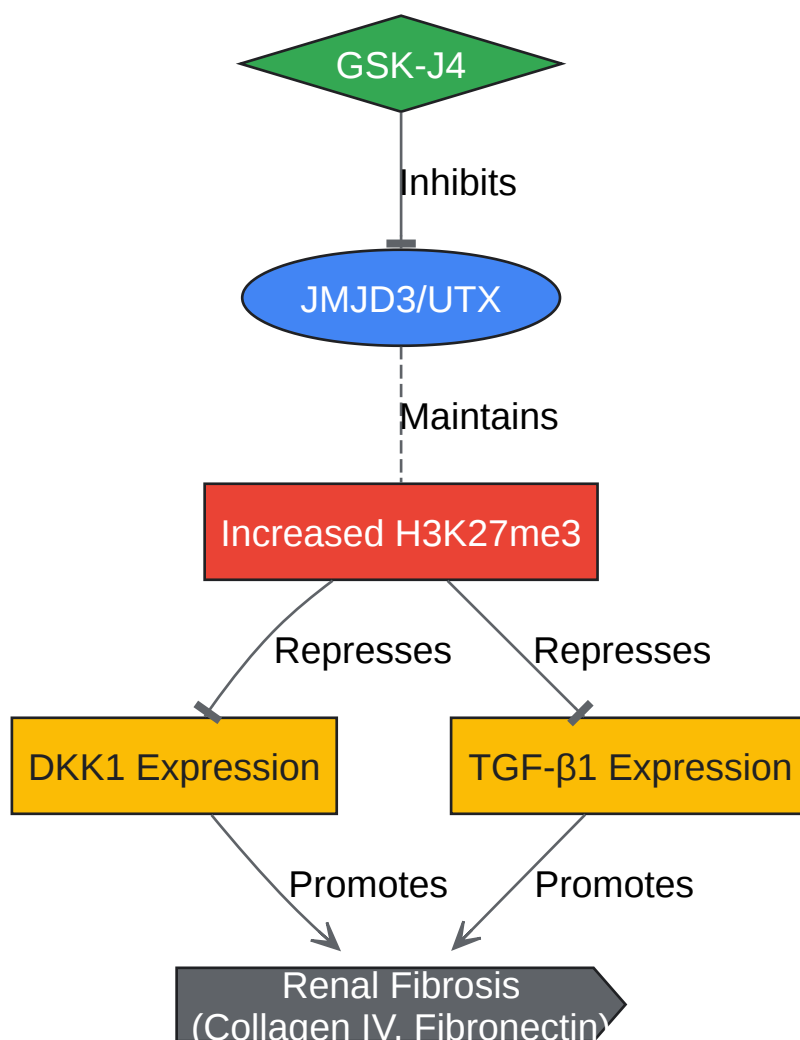 GSK-J4
Inhibits
JMJD3/UTX
Maintains
Increased H3K27me3
Represses
Represses
DKK1 Expression
TGF-β1 Expression
Promotes
Promotes
Renal Fibrosis
(Collagen IV, Fibronectin)